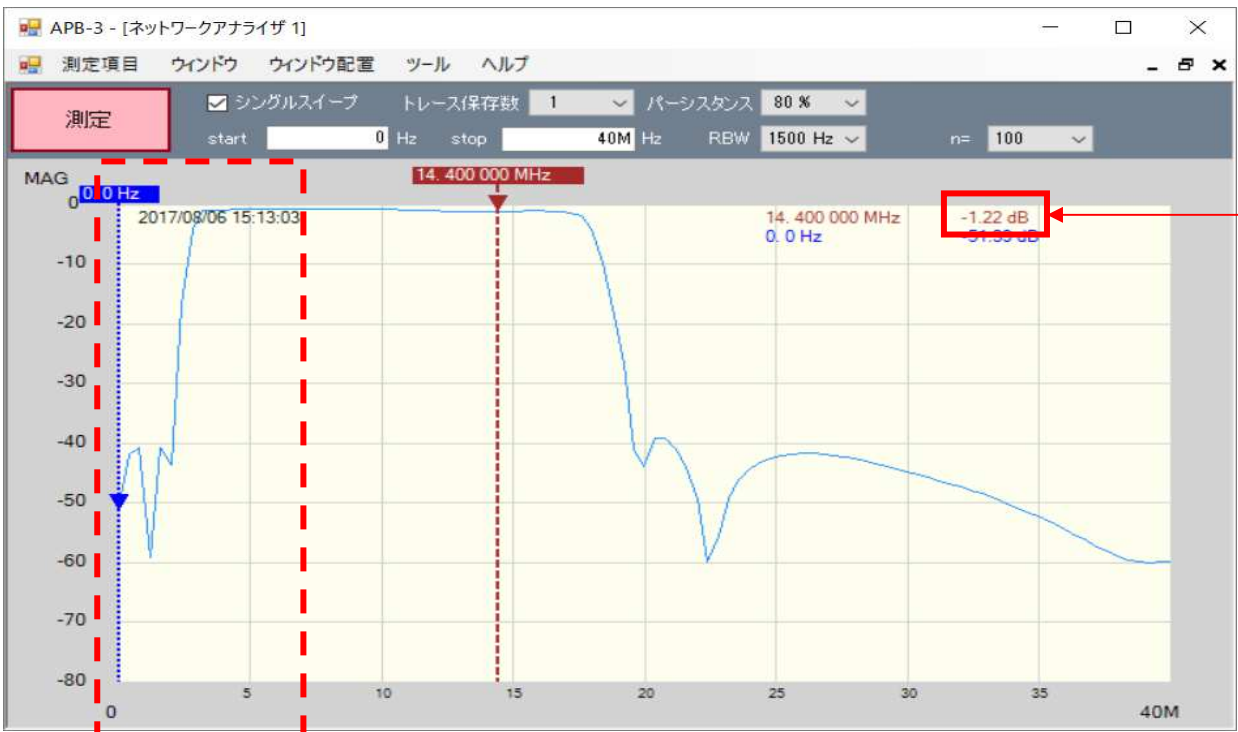 APB-3 - [ネットワークアナライザ 1]
測定項目 ウィンドウ ウィンドウ配置 ツール ヘルプ
測定
シングルスイープ トレース保存数 1 パーシスタンス 80 %
start 0 Hz stop 40M Hz RBW 1500 Hz n= 100
MAG
14. 400 000 MHz
0. 0 Hz
2017/08/06 15:13:03
14. 400 000 MHz -1.22 dB
0. 0 Hz
0
-10
-20
-30
-40
-50
-60
-70
-80
5 10 15 20 25 30 35
0 40M